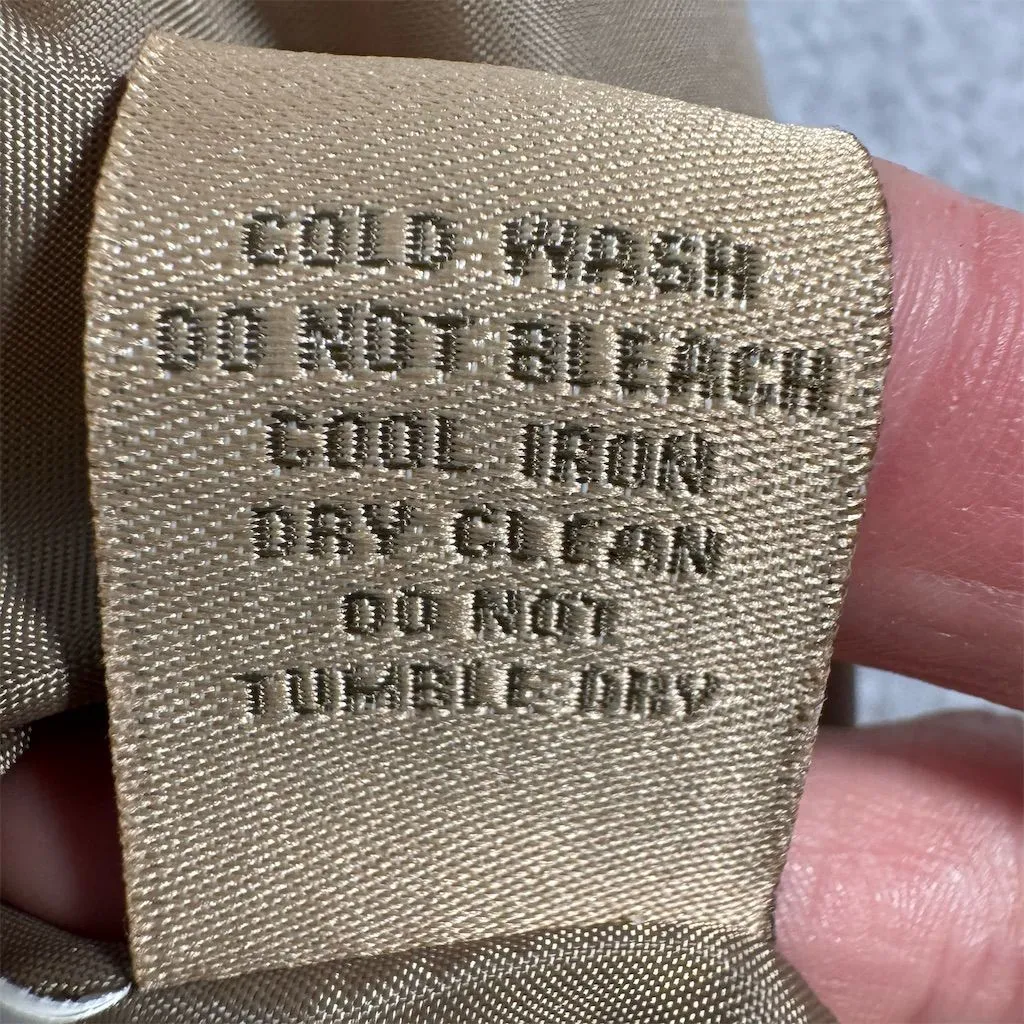 COLD WASH
DO NOT BLEACH
COOL IRON
DRY CLEAN
DO NOT
TUMBLE DRY